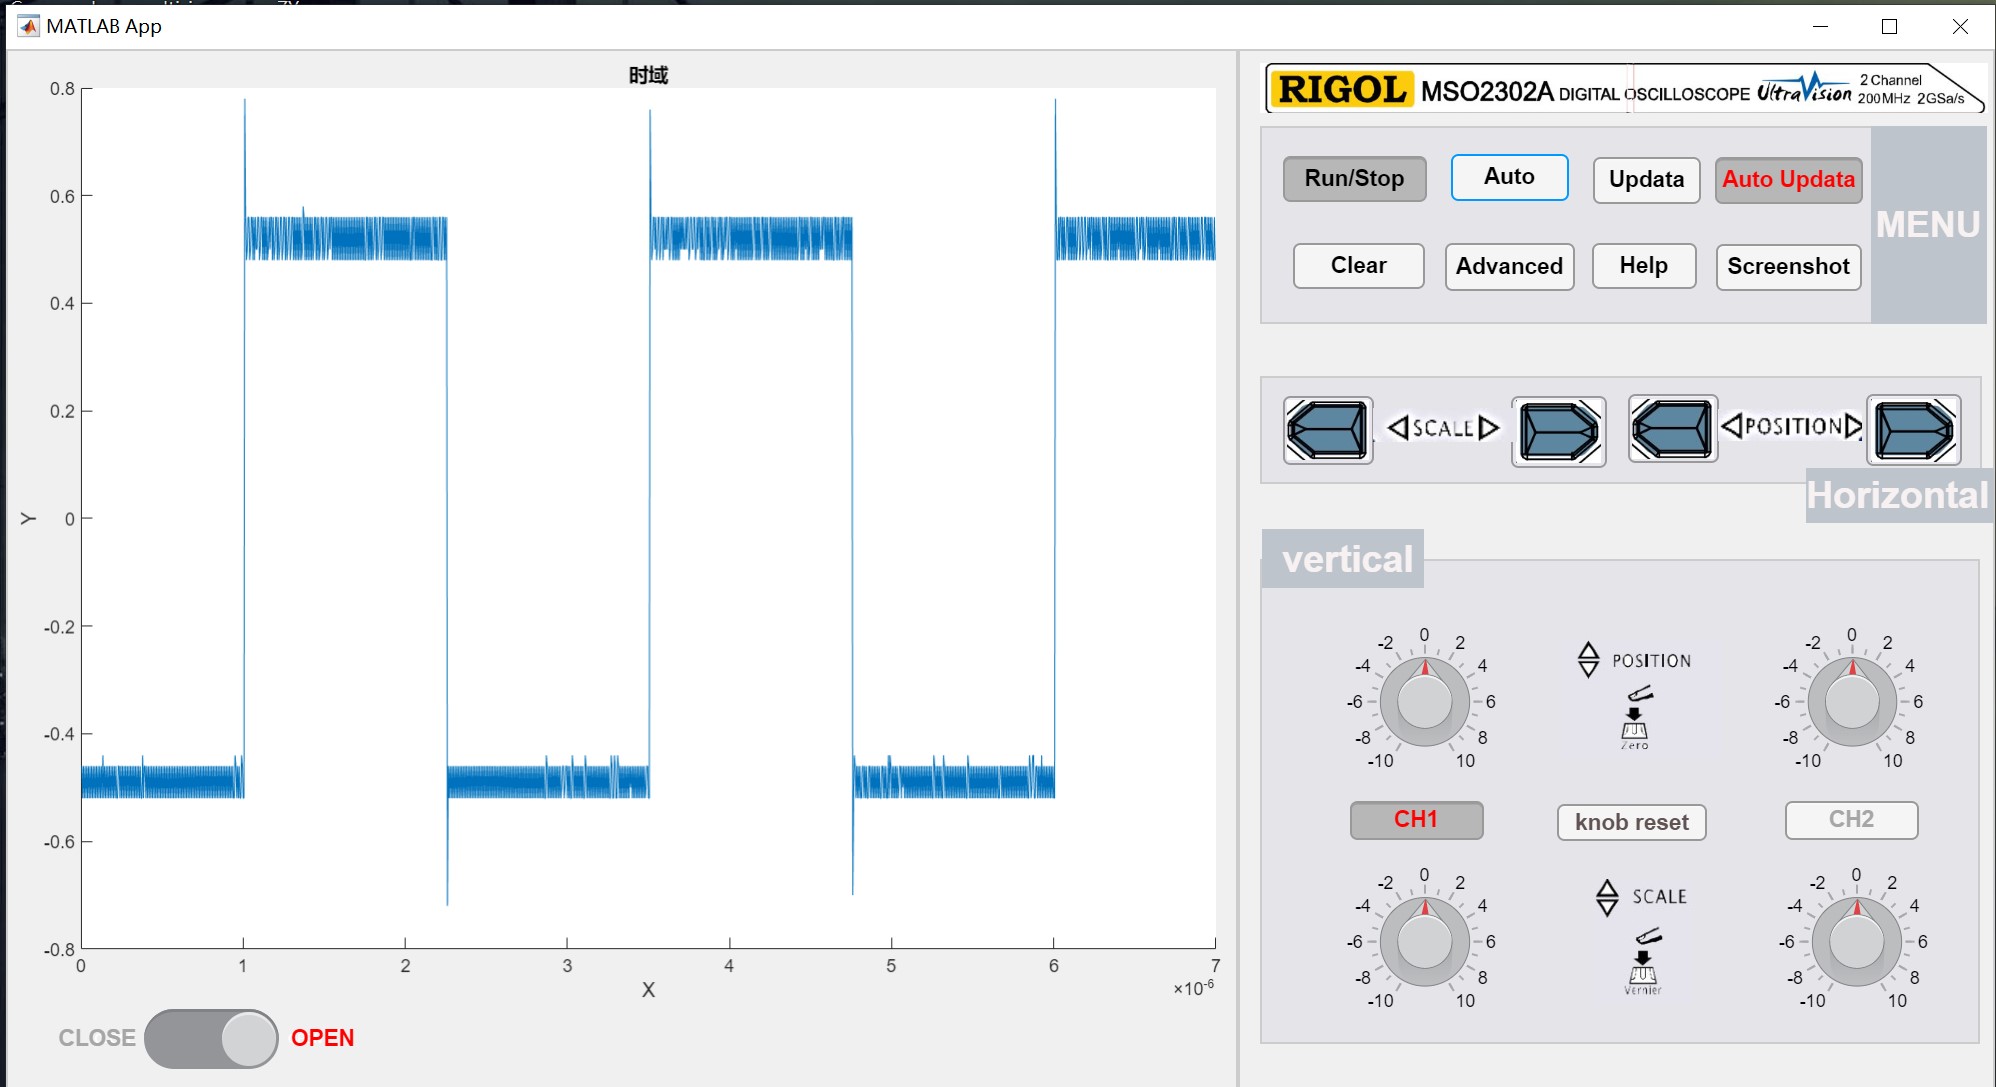 MATLAB App
时域
0.8
0.6
0.4
0.2
0
-0.2
-0.4
-0.6
-0.8
Y
0 1 2 3 4 5 6 7
X
×10-6
CLOSE OPEN
RIGOL MSO2302A DIGITAL OSCILLOSCOPE UltraVision 2 Channel
200MHz 2GSa/s
Run/Stop Auto Updata Auto Updata
MENU
Clear Advanced Help Screenshot
SCALE POSITION
Horizontal
vertical
-10 -8 -6 -4 -2 0 2 4 6 8 10
POSITION
Zero
-10 -8 -6 -4 -2 0 2 4 6 8 10
CH1 knob reset CH2
-10 -8 -6 -4 -2 0 2 4 6 8 10
SCALE
Vernier
-10 -8 -6 -4 -2 0 2 4 6 8 10